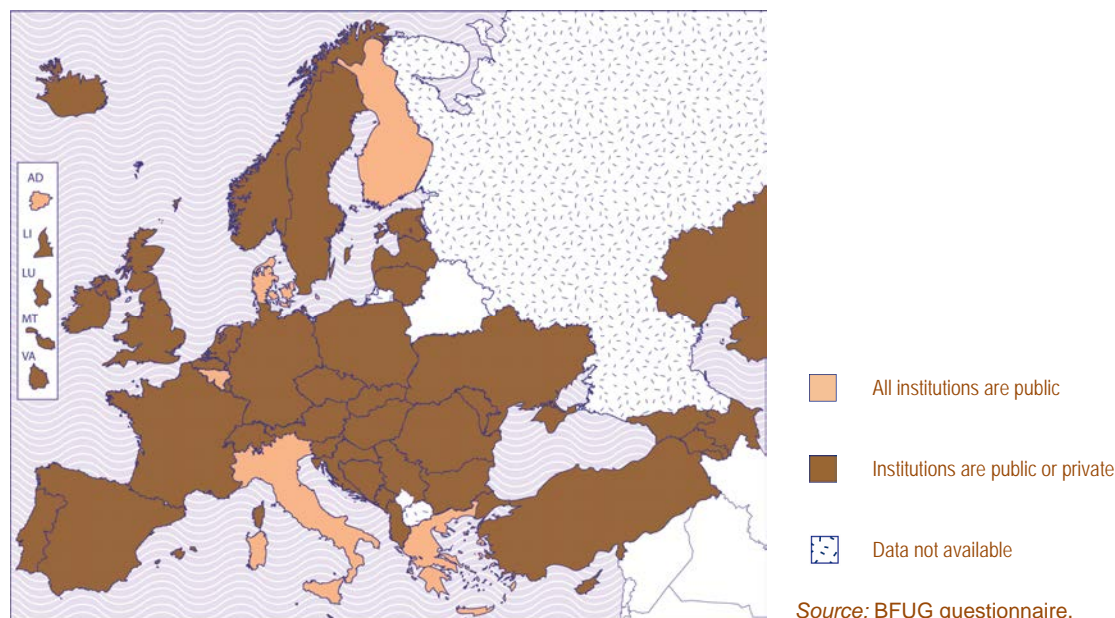 AD
LI
LU
MT
VA
All institutions are public
Institutions are public or private
Data not available
Source: BFUG questionnaire.